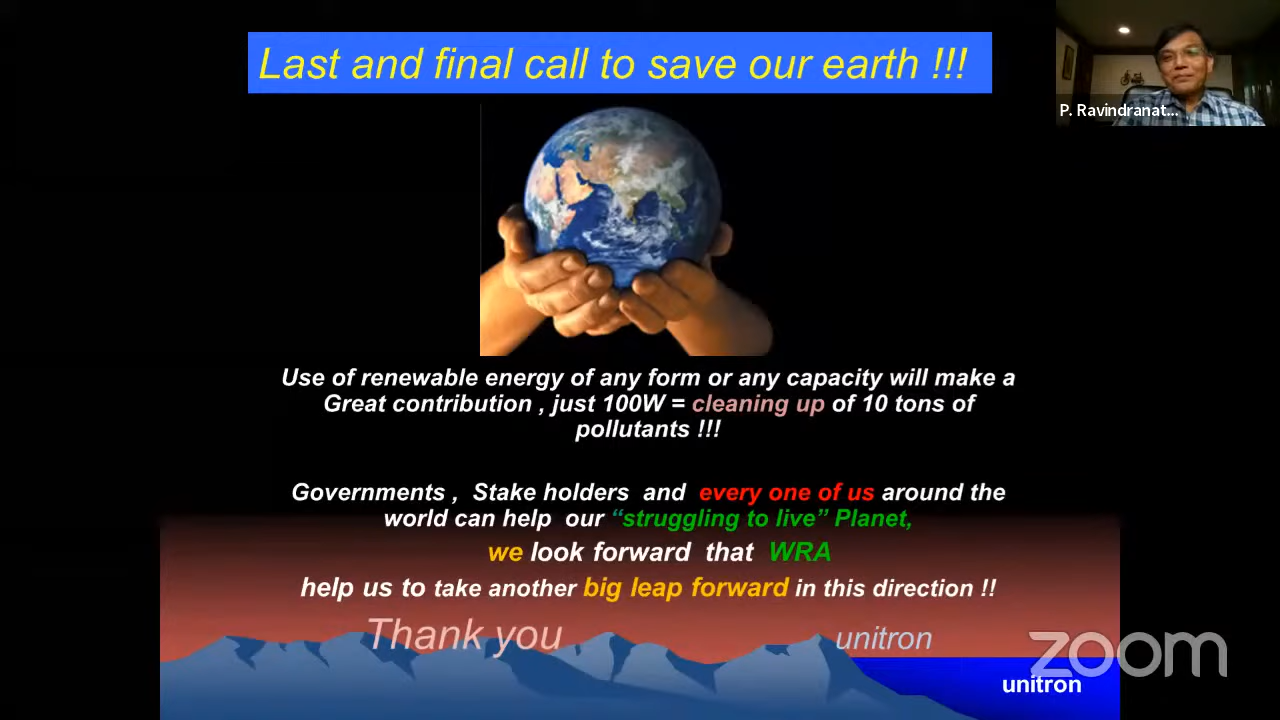 Last and final call to save our earth !!!
P. Ravindranat...
Use of renewable energy of any form or any capacity will make a
Great contribution , just 100W = cleaning up of 10 tons of
pollutants !!!
Governments , Stake holders and every one of us around the
world can help our “struggling to live” Planet,
we look forward that WRA
help us to take another big leap forward in this direction !!
Thank you unitron
zoom
unitron